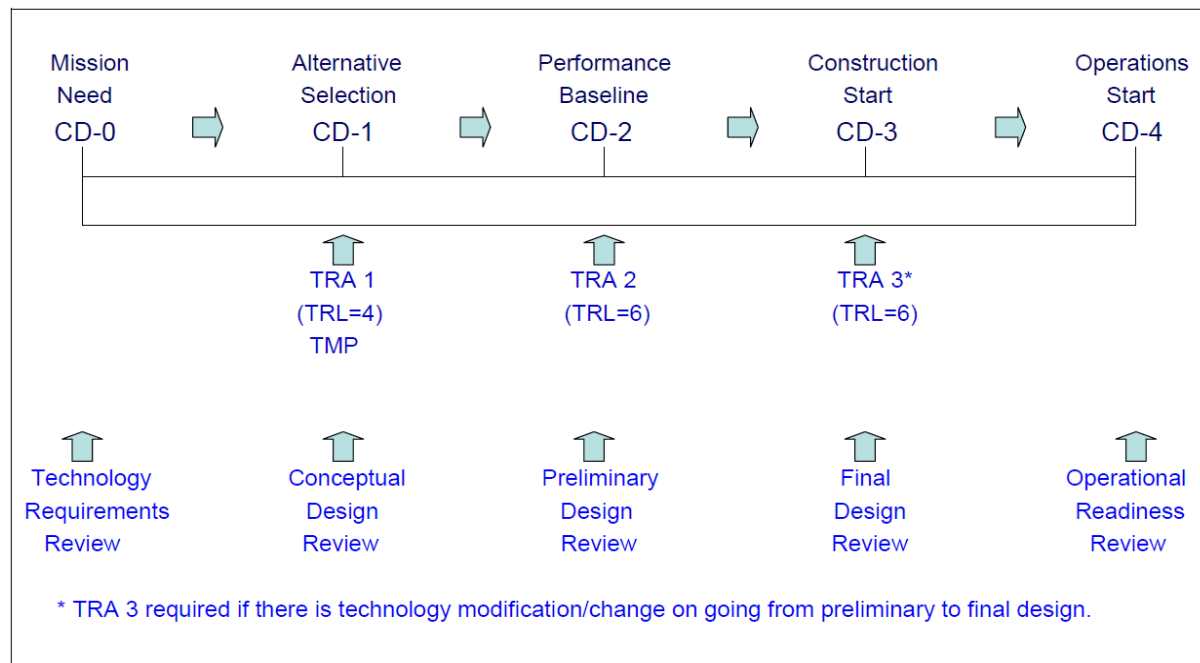 Mission
Need
CD-0
Alternative
Selection
CD-1
Performance
Baseline
CD-2
Construction
Start
CD-3
Operations
Start
CD-4
TRA 1
(TRL=4)
TMP
TRA 2
(TRL=6)
TRA 3*
(TRL=6)
Technology
Requirements
Review
Conceptual
Design
Review
Preliminary
Design
Review
Final
Design
Review
Operational
Readiness
Review
* TRA 3 required if there is technology modification/change on going from preliminary to final design.